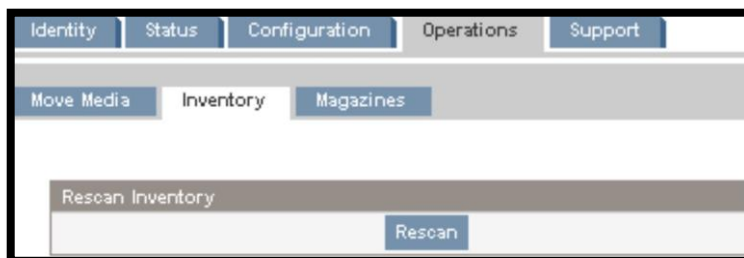 Identity Status Configuration Operations Support
Move Media Inventory Magazines
Rescan Inventory
Rescan